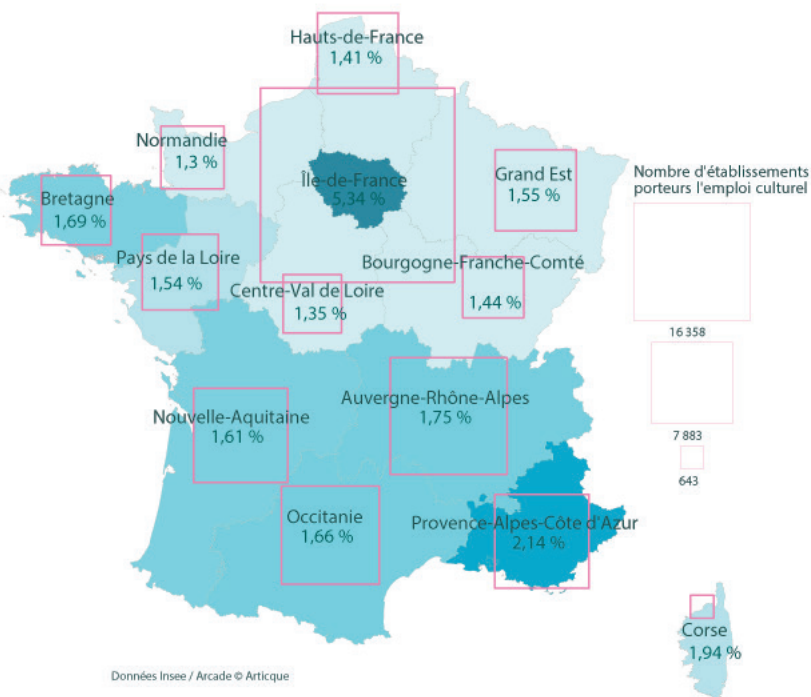 Hauts-de-France
1,41 %
Normandie
1,3 %
Île-de-France
5,34 %
Grand Est
1,55 %
Bretagne
1,69 %
Pays de la Loire
1,54 %
Centre-Val de Loire
1,35 %
Bourgogne-Franche-Comté
1,44 %
Auvergne-Rhône-Alpes
1,75 %
Nouvelle-Aquitaine
1,61 %
Occitanie
1,66 %
Provence-Alpes-Côte d'Azur
2,14 %
Corse
1,94 %
Nombre d'établissements
porteurs l'emploi culturel
16 358
7 883
643
Données Insee / Arcade © Articque